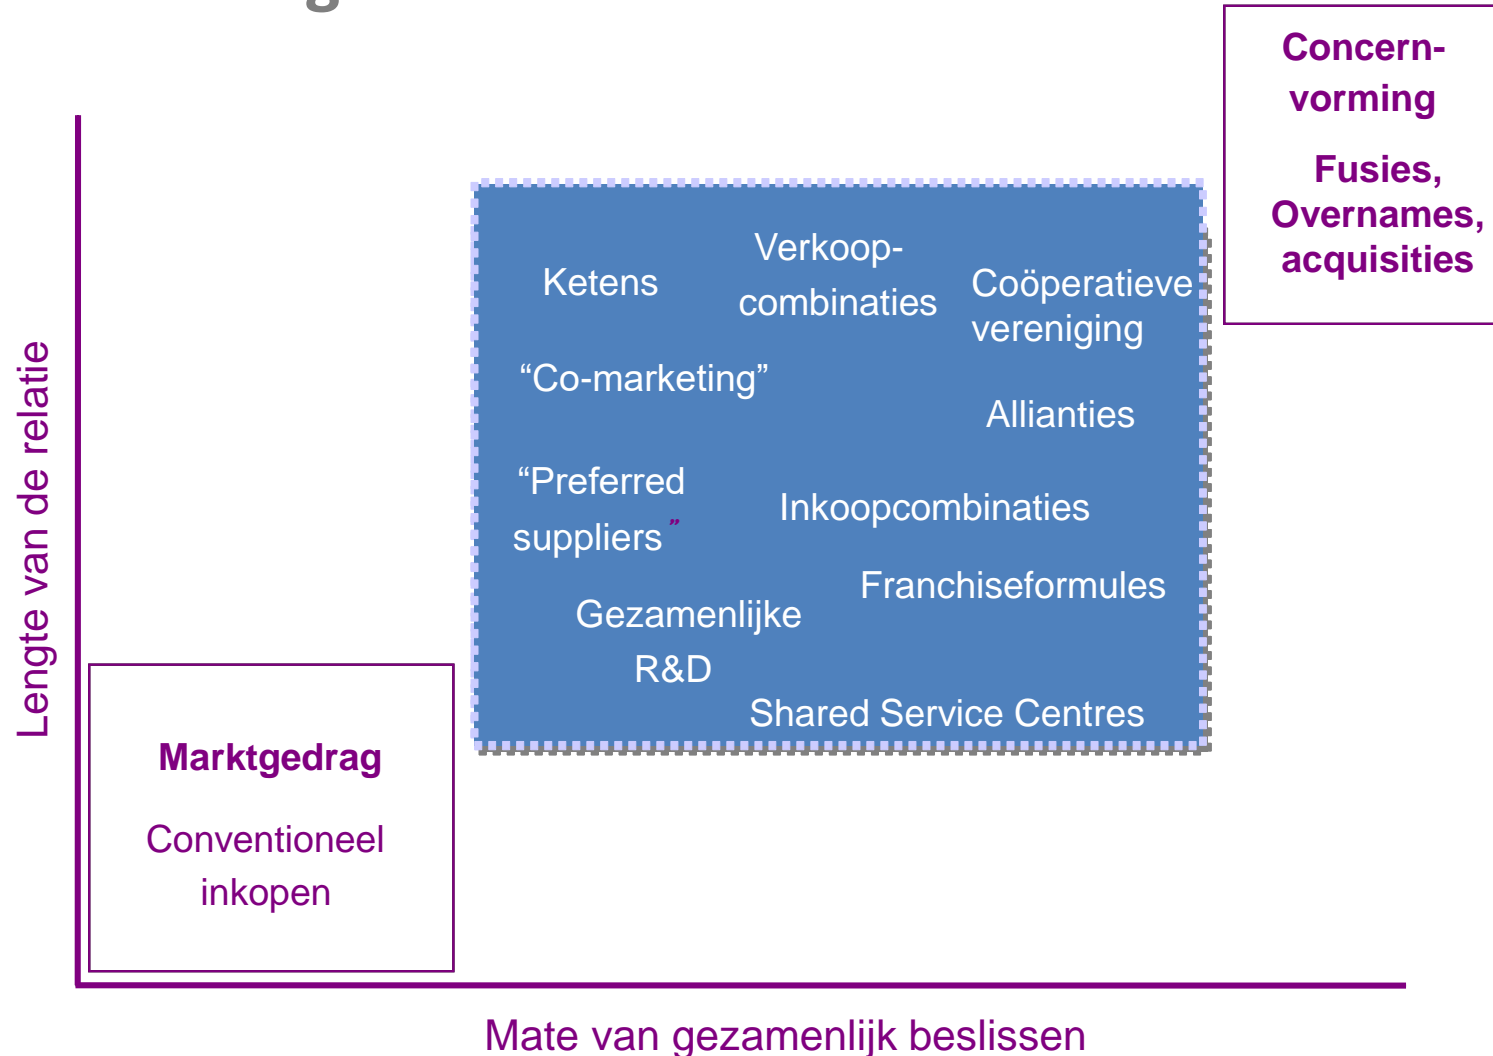 Concern-
vorming
Fusies,
Overnames,
acquisities
Verkoop-
combinaties
Ketens
Coöperatieve
vereniging
“Co-marketing”
Allianties
“Preferred
suppliers”
Inkoopcombinaties
Franchiseformules
Gezamenlijke
R&D
Shared Service Centres
Lengte van de relatie
Marktgedrag
Conventioneel
inkopen
Mate van gezamenlijk beslissen